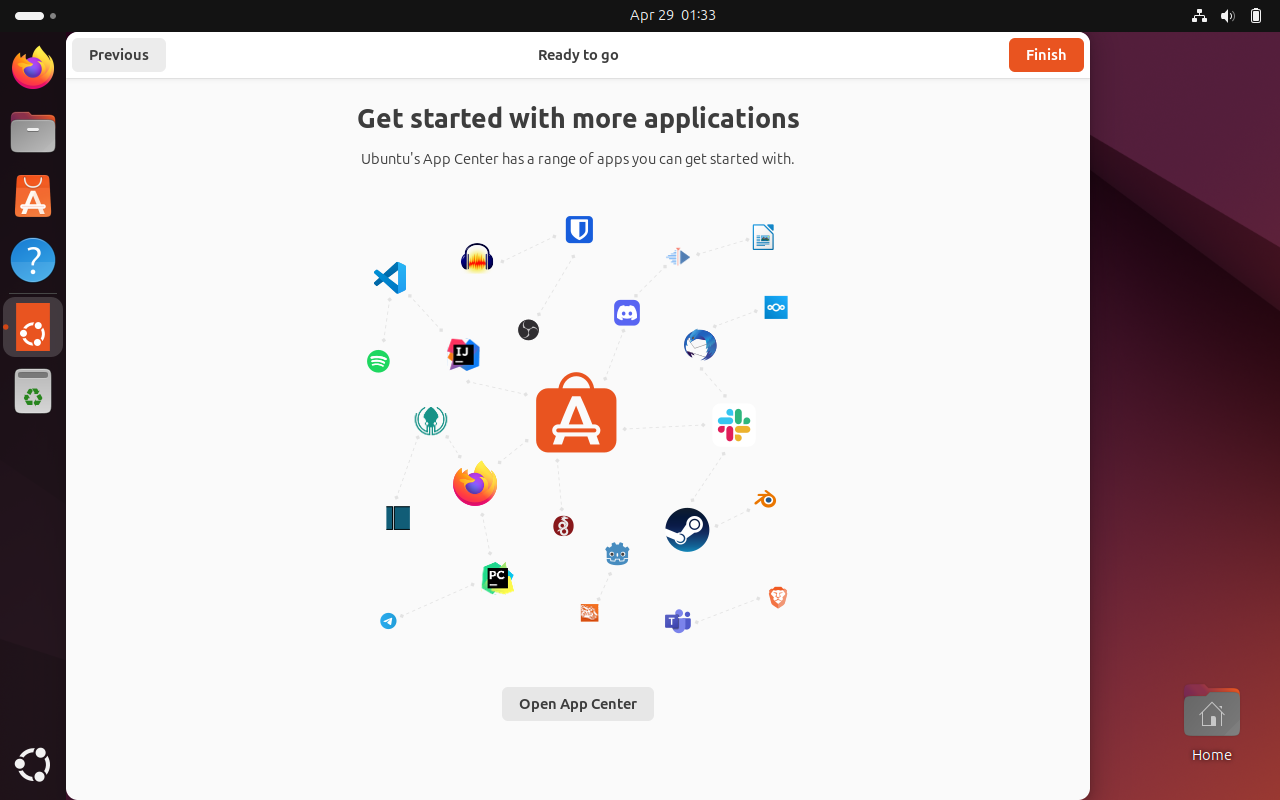 Apr 29 01:33
Previous
Ready to go
Finish
Get started with more applications
Ubuntu's App Center has a range of apps you can get started with.
IJ
PC
T
Open App Center
Home